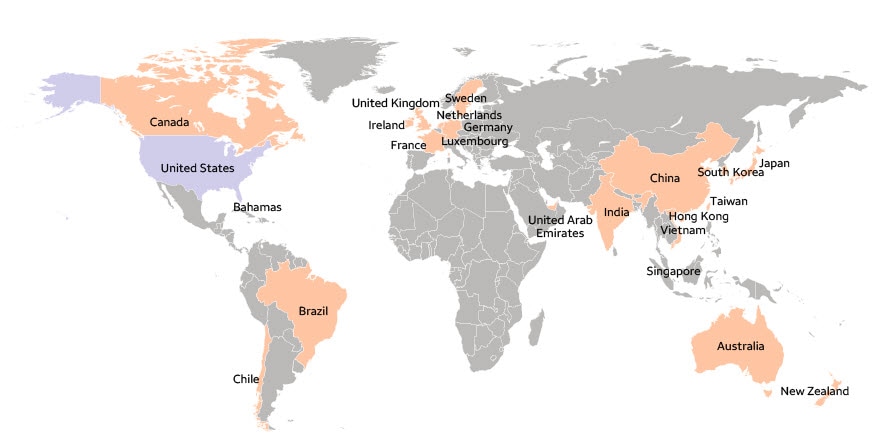 United Kingdom
Sweden
Netherlands
Canada
Ireland
Germany
France
Luxembourg
United States
Japan
South Korea
China
Bahamas
Taiwan
India
Hong Kong
United Arab
Emirates
Vietnam
Singapore
Brazil
Australia
Chile
New Zealand